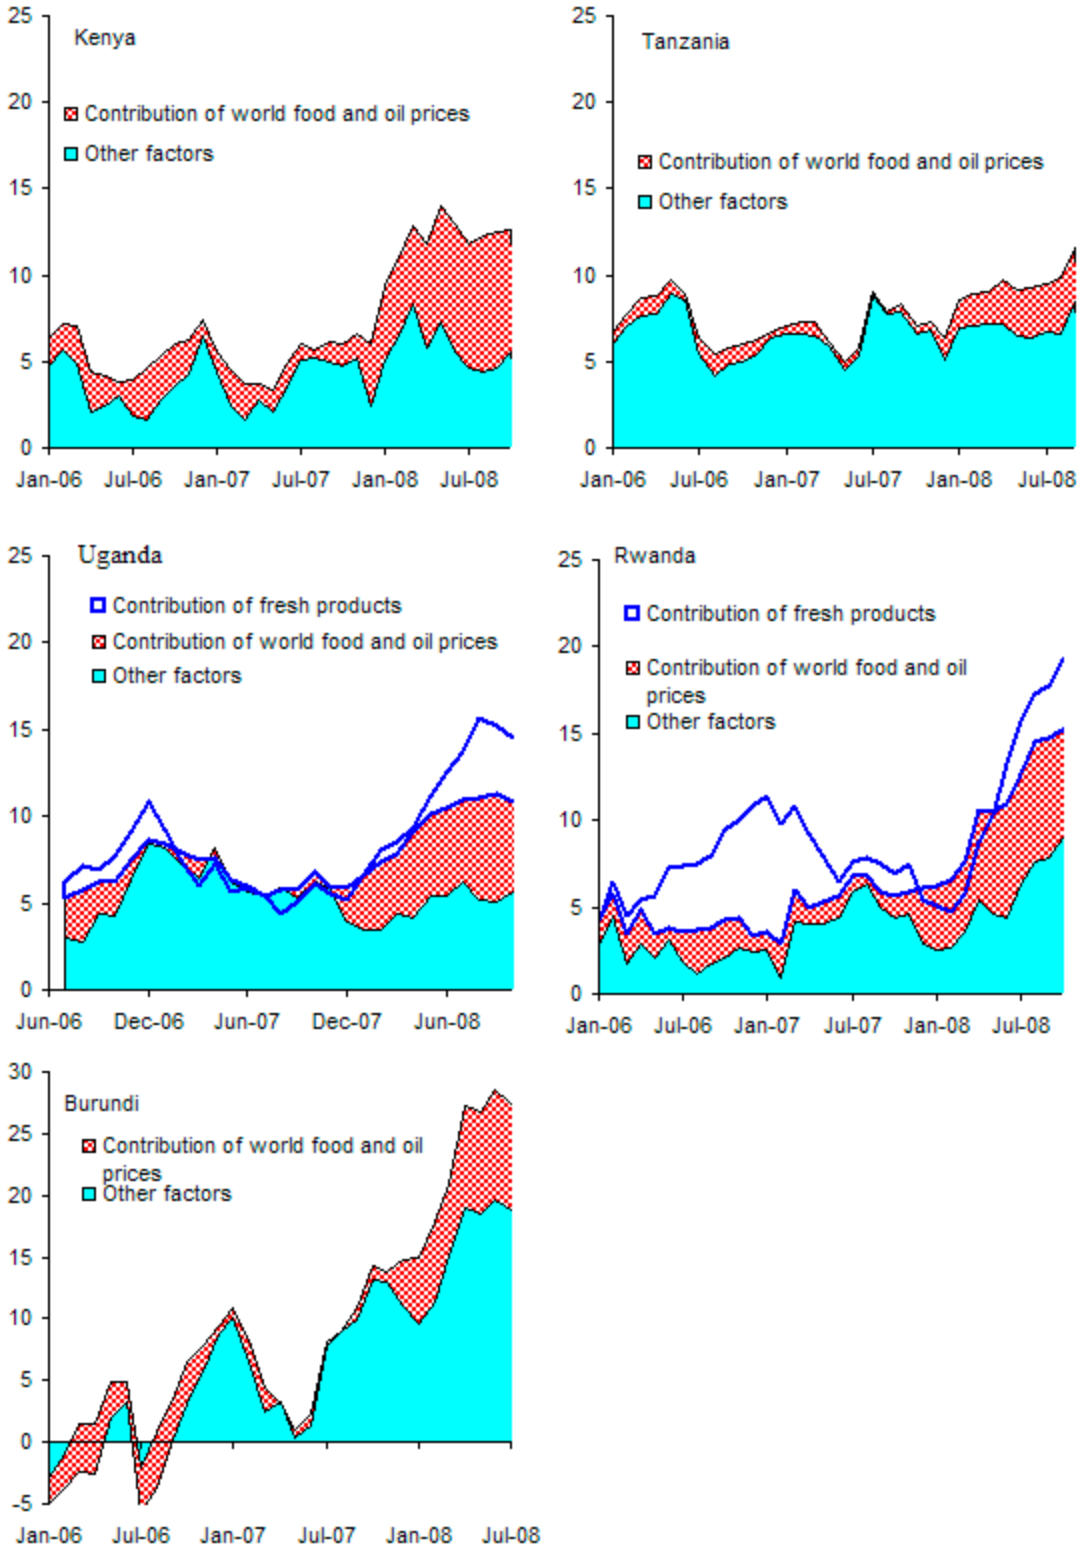 Kenya
Contribution of world food and oil prices
Other factors
25
20
15
10
5
0
Jan-06 Jul-06 Jan-07 Jul-07 Jan-08 Jul-08
Tanzania
Contribution of world food and oil prices
Other factors
25
20
15
10
5
0
Jan-06 Jul-06 Jan-07 Jul-07 Jan-08 Jul-08
Uganda
Contribution of fresh products
Contribution of world food and oil prices
Other factors
25
20
15
10
5
0
Jun-06 Dec-06 Jun-07 Dec-07 Jun-08
Rwanda
Contribution of fresh products
Contribution of world food and oil
prices
Other factors
25
20
15
10
5
0
Jan-06 Jul-06 Jan-07 Jul-07 Jan-08 Jul-08
Burundi
Contribution of world food and oil
prices
Other factors
30
25
20
15
10
5
0
-5
Jan-06 Jul-06 Jan-07 Jul-07 Jan-08 Jul-08